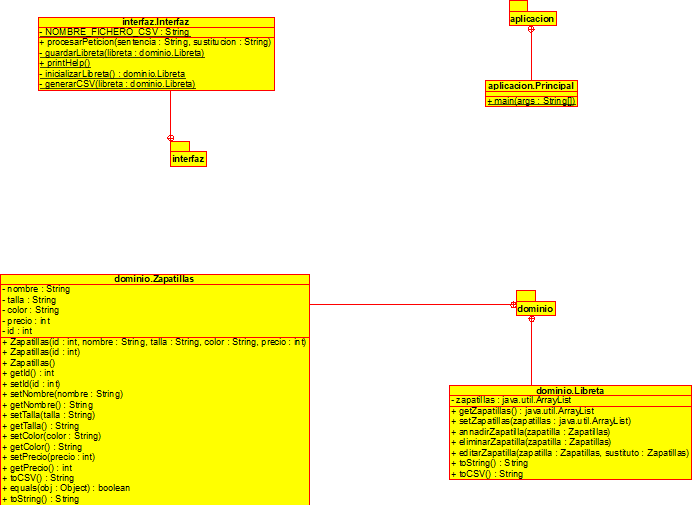 interfaz.Interfaz
- NOMBRE_FICHERO_CSV : String
+ procesarPeticion(sentencia : String, sustitucion : String)
- guardarLibreta(libreta : dominio.Libreta)
+ printHelp()
- inicializarLibreta() : dominio.Libreta
- generarCSV(libreta : dominio.Libreta)
interfaz
aplicacion
aplicacion.Principal
+ main(args : String[])
dominio.Zapatillas
- nombre : String
- talla : String
- color : String
- precio : int
- id : int
+ Zapatillas(id : int, nombre : String, talla : String, color : String, precio : int)
+ Zapatillas(id : int)
+ Zapatillas()
+ getId() : int
+ setId(id : int)
+ setNombre(nombre : String)
+ getNombre() : String
+ setTalla(talla : String)
+ getTalla() : String
+ setColor(color : String)
+ getColor() : String
+ setPrecio(precio : int)
+ getPrecio() : int
+ toCSV() : String
+ equals(obj : Object) : boolean
+ toString() : String
dominio
dominio.Libreta
- zapatillas : java.util.ArrayList
+ getZapatillas() : java.util.ArrayList
+ setZapatillas(zapatillas : java.util.ArrayList)
+ annadirZapatilla(zapatilla : Zapatillas)
+ eliminarZapatilla(zapatilla : Zapatillas)
+ editarZapatilla(zapatilla : Zapatillas, sustituto : Zapatillas)
+ toString() : String
+ toCSV() : String